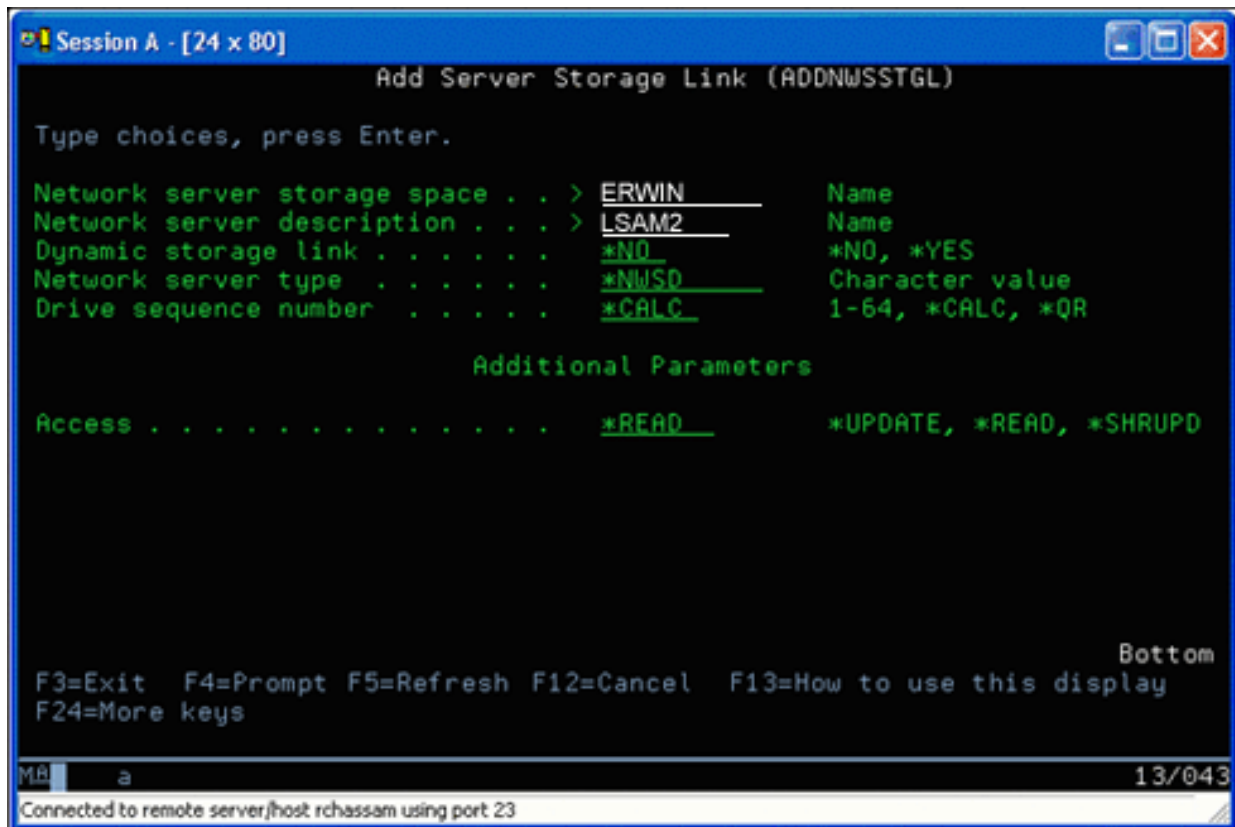 Session A - [24 x 80]
Add Server Storage Link (ADDNWSSTGL)
Type choices, press Enter.
Network server storage space . . > ERWIN Name
Network server description . . . > LSAM2 Name
Dynamic storage link . . . . . . *NO *NO, *YES
Network server type . . . . . . *NWSD Character value
Drive sequence number . . . . . *CALC 1-64, *CALC, *QR
Additional Parameters
Access . . . . . . . . . . . . . *READ *UPDATE, *READ, *SHRUPD
Bottom
F3=Exit F4=Prompt F5=Refresh F12=Cancel F13=How to use this display
F24=More keys
MA a 13/043
Connected to remote server/host rchassam using port 23